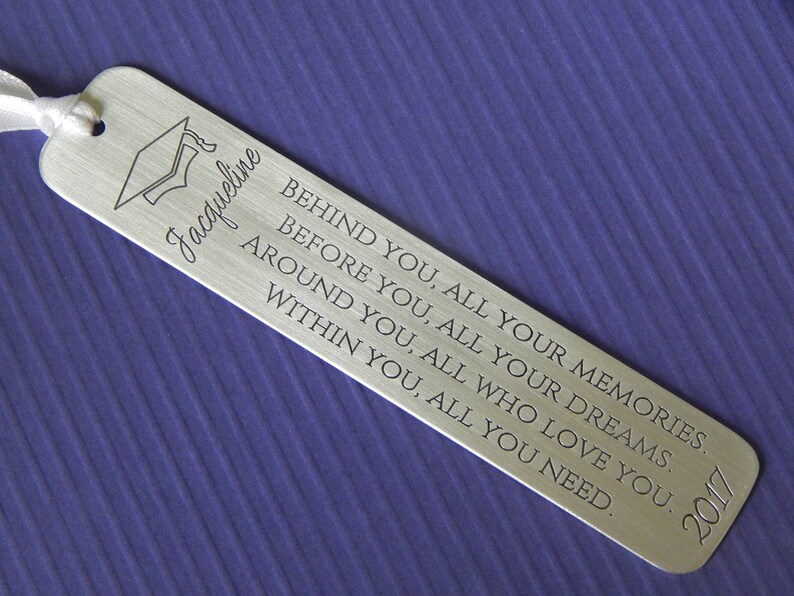 Jacqueline
BEHIND YOU, ALL YOUR MEMORIES.
BEFORE YOU, ALL YOUR DREAMS.
AROUND YOU, ALL WHO LOVE YOU.
WITHIN YOU, ALL YOU NEED.
2017